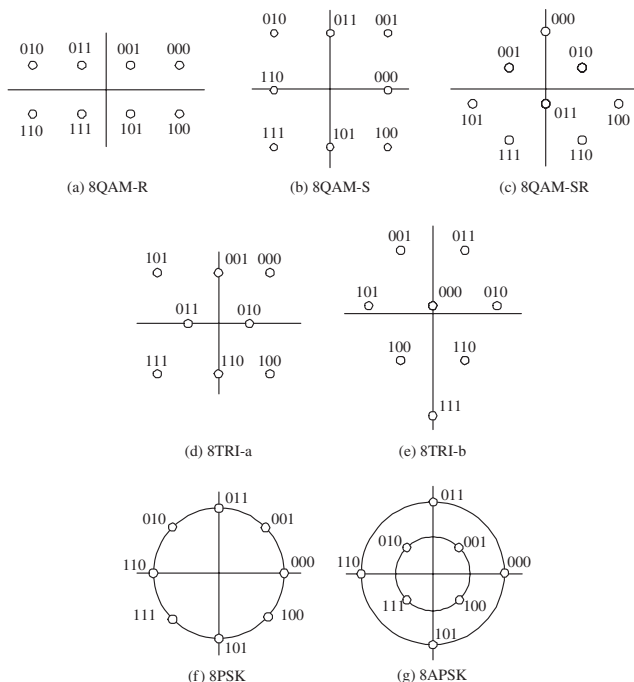 010 011 001 000
110 111 101 100
(a) 8QAM-R
010 011 001
110 000
111 101 100
(b) 8QAM-S
000
001 010
101 011 100
111 110
(c) 8QAM-SR
101 001 000
011 010
111 110 100
(d) 8TRI-a
001 011
101 000 010
100 110
111
(e) 8TRI-b
011
010 001
110 000
111 100
101
(f) 8PSK
011
010 001
110 000
111 100
101
(g) 8APSK